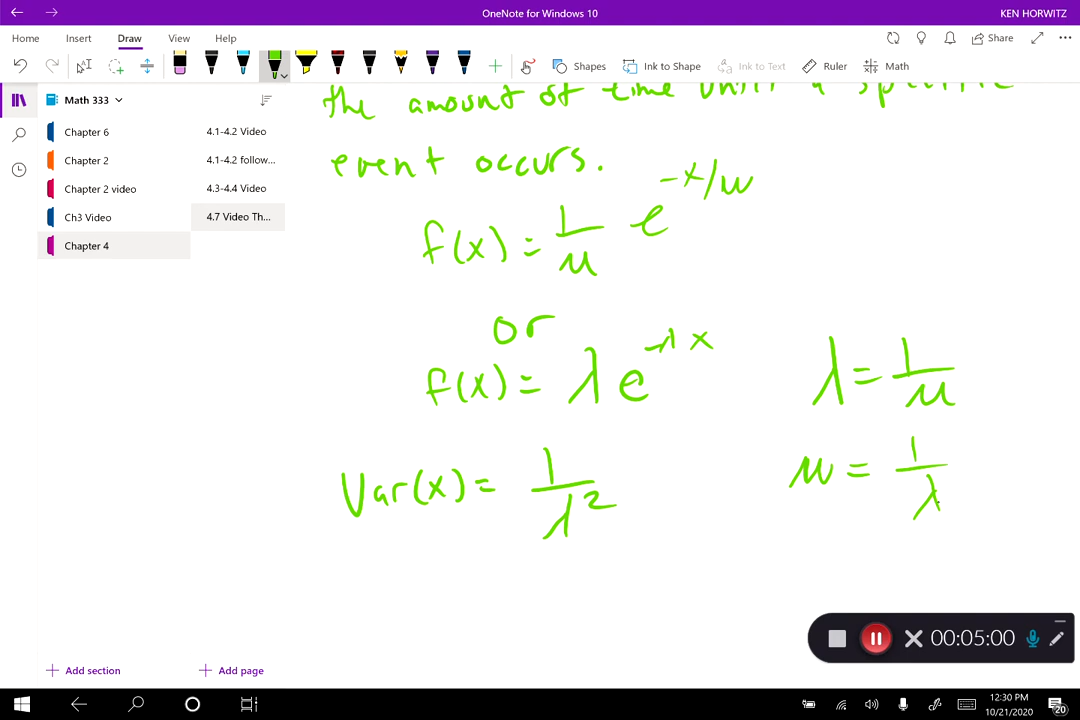 OneNote for Windows 10
KEN HORWITZ
Home Insert Draw View Help
Share
Shapes Ink to Shape Ink to Text Ruler Math
Math 333
Chapter 6
Chapter 2
Chapter 2 video
Ch3 Video
Chapter 4
4.1-4.2 Video
4.1-4.2 follow...
4.3-4.4 Video
4.7 Video Th...
the amount of time until a specific
event occurs.
f(x) = 1/μ e^(-x/μ)
or
f(x) = λ e^(-λx)
λ = 1/μ
Var(x) = 1/λ²
μ = 1/λ
00:05:00
Add section
Add page
12:30 PM
10/21/2020
20